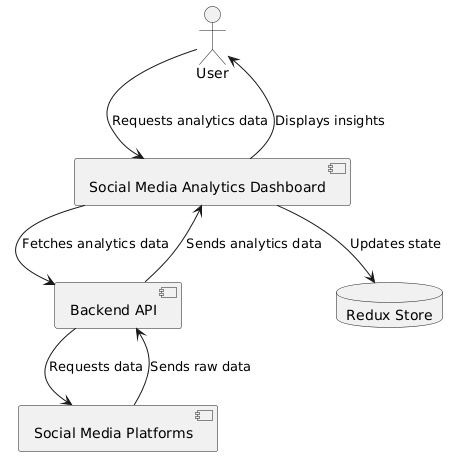 User
Requests analytics data
Displays insights
Social Media Analytics Dashboard
Fetches analytics data
Sends analytics data
Updates state
Backend API
Redux Store
Requests data
Sends raw data
Social Media Platforms